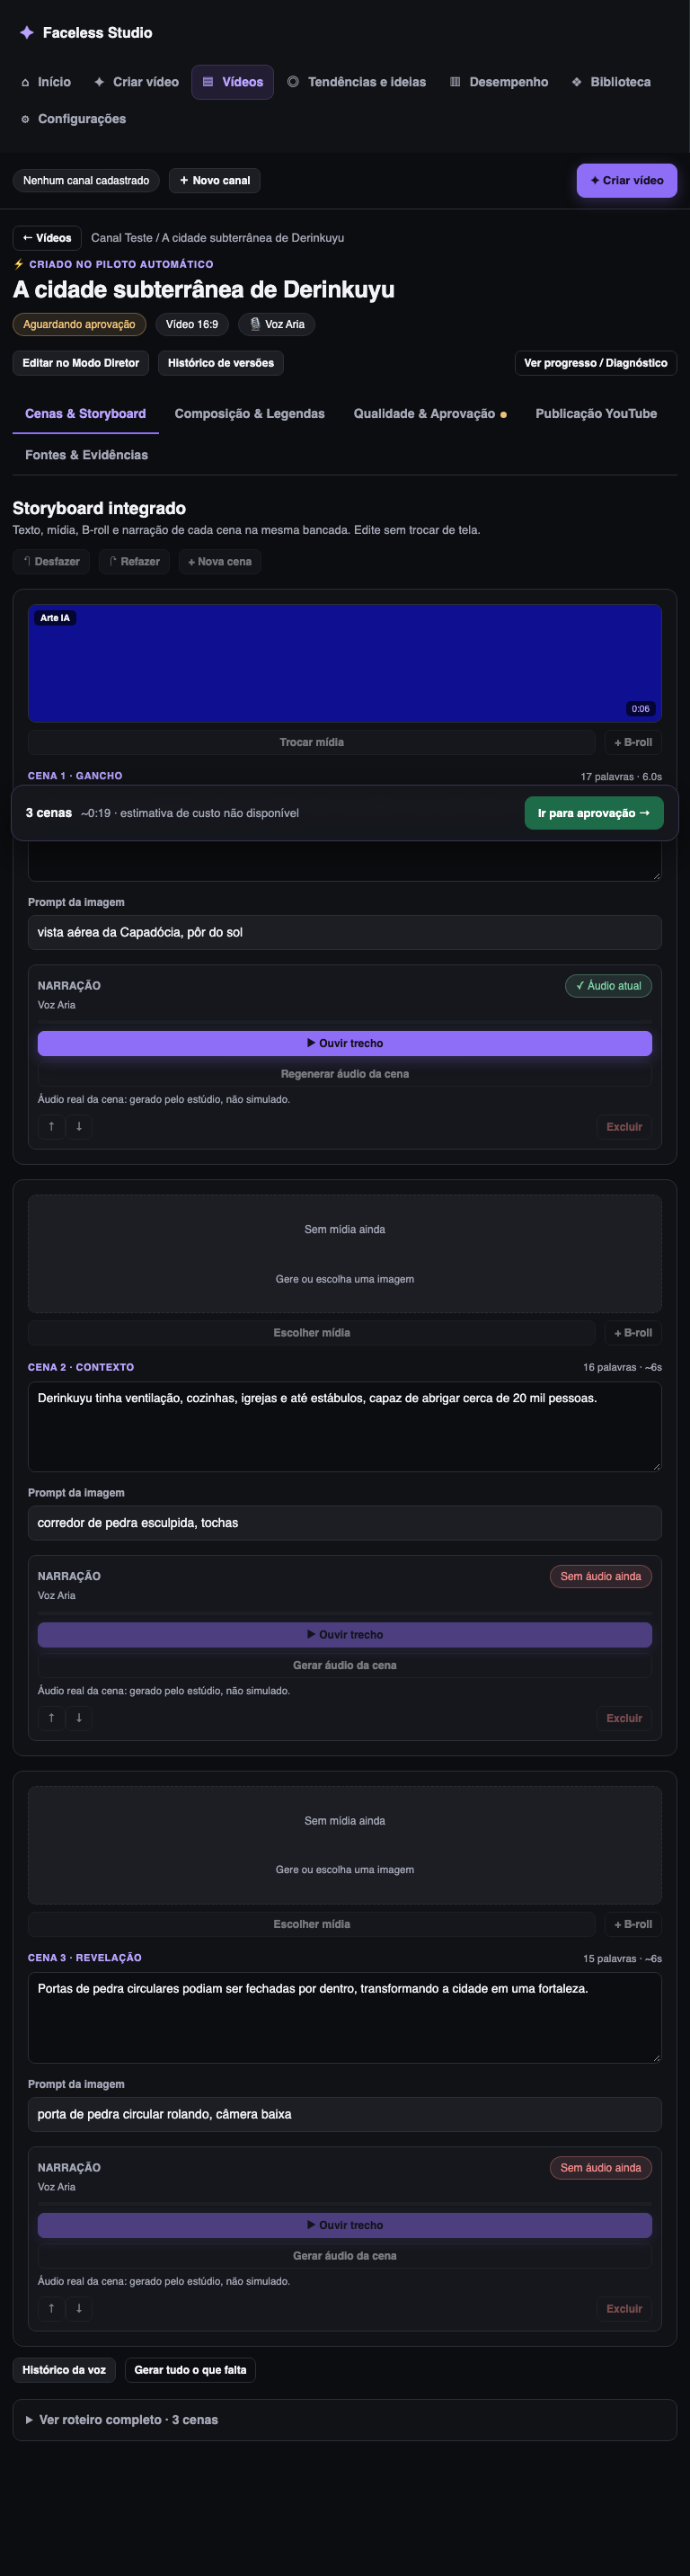 Faceless Studio
Início
Criar vídeo
Vídeos
Tendências e ideias
Desempenho
Biblioteca
Configurações
Nenhum canal cadastrado
+ Novo canal
✦ Criar vídeo
← Vídeos
Canal Teste / A cidade subterrânea de Derinkuyu
⚡ CRIADO NO PILOTO AUTOMÁTICO
A cidade subterrânea de Derinkuyu
Aguardando aprovação
Vídeo 16:9
🎙 Voz Aria
Editar no Modo Diretor
Histórico de versões
Ver progresso / Diagnóstico
Cenas & Storyboard
Composição & Legendas
Qualidade & Aprovação
Publicação YouTube
Fontes & Evidências
Storyboard integrado
Texto, mídia, B-roll e narração de cada cena na mesma bancada. Edite sem trocar de tela.
Desfazer
Refazer
+ Nova cena
Arte IA
0:06
Trocar mídia
+ B-roll
CENA 1 · GANCHO
17 palavras · 6.0s
3 cenas
~0:19 · estimativa de custo não disponível
Ir para aprovação →
Prompt da imagem
vista aérea da Capadócia, pôr do sol
NARRAÇÃO
✓ Áudio atual
Voz Aria
▶ Ouvir trecho
Regenerar áudio da cena
Áudio real da cena: gerado pelo estúdio, não simulado.
↑
↓
Excluir
Sem mídia ainda
Gere ou escolha uma imagem
Escolher mídia
+ B-roll
CENA 2 · CONTEXTO
16 palavras · ~6s
Derinkuyu tinha ventilação, cozinhas, igrejas e até estábulos, capaz de abrigar cerca de 20 mil pessoas.
Prompt da imagem
corredor de pedra esculpida, tochas
NARRAÇÃO
Sem áudio ainda
Voz Aria
▶ Ouvir trecho
Gerar áudio da cena
Áudio real da cena: gerado pelo estúdio, não simulado.
↑
↓
Excluir
Sem mídia ainda
Gere ou escolha uma imagem
Escolher mídia
+ B-roll
CENA 3 · REVELAÇÃO
15 palavras · ~6s
Portas de pedra circulares podiam ser fechadas por dentro, transformando a cidade em uma fortaleza.
Prompt da imagem
porta de pedra circular rolando, câmera baixa
NARRAÇÃO
Sem áudio ainda
Voz Aria
▶ Ouvir trecho
Gerar áudio da cena
Áudio real da cena: gerado pelo estúdio, não simulado.
↑
↓
Excluir
Histórico da voz
Gerar tudo o que falta
▶ Ver roteiro completo · 3 cenas